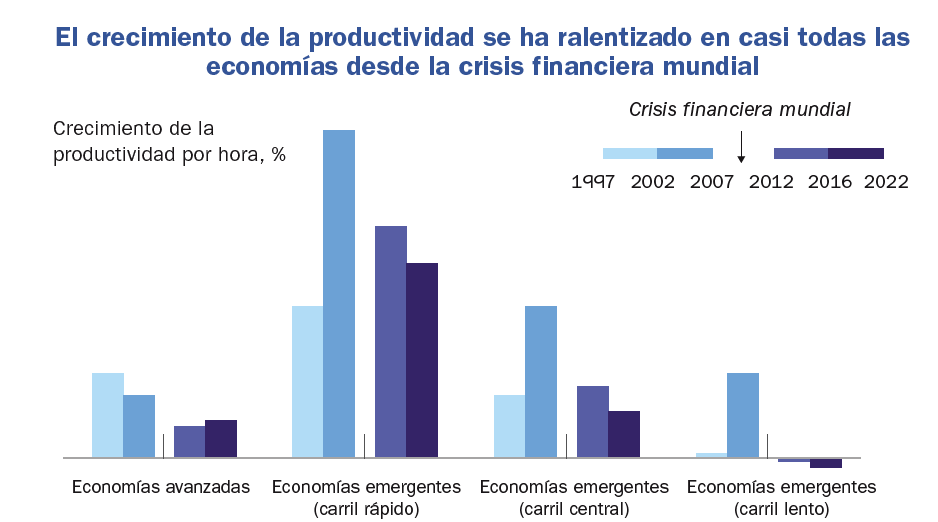 El crecimiento de la productividad se ha ralentizado en casi todas las
economías desde la crisis financiera mundial
Crecimiento de la
productividad por hora, %
Crisis financiera mundial
1997 2002 2007 2012 2016 2022
Economías avanzadas
Economías emergentes
(carril rápido)
Economías emergentes
(carril central)
Economías emergentes
(carril lento)